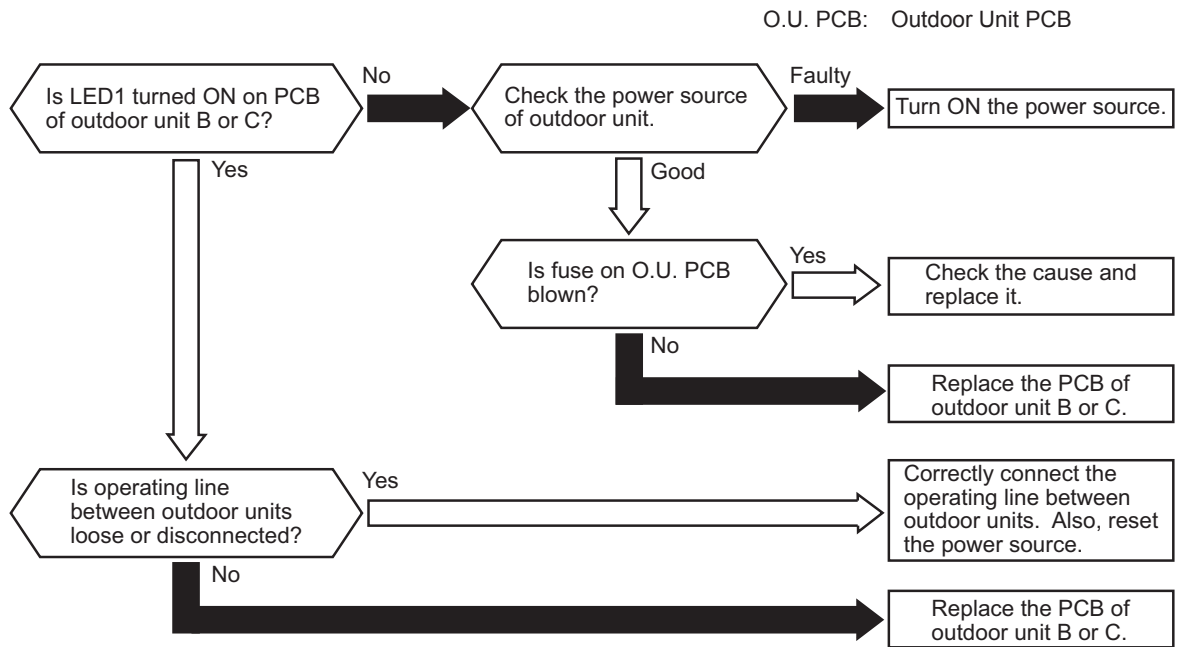 O.U. PCB: Outdoor Unit PCB
Is LED1 turned ON on PCB
of outdoor unit B or C?
No
Check the power source
of outdoor unit.
Faulty
Turn ON the power source.
Yes
Good
Is fuse on O.U. PCB
blown?
Yes
Check the cause and
replace it.
No
Replace the PCB of
outdoor unit B or C.
Is operating line
between outdoor units
loose or disconnected?
Yes
Correctly connect the
operating line between
outdoor units. Also, reset
the power source.
No
Replace the PCB of
outdoor unit B or C.